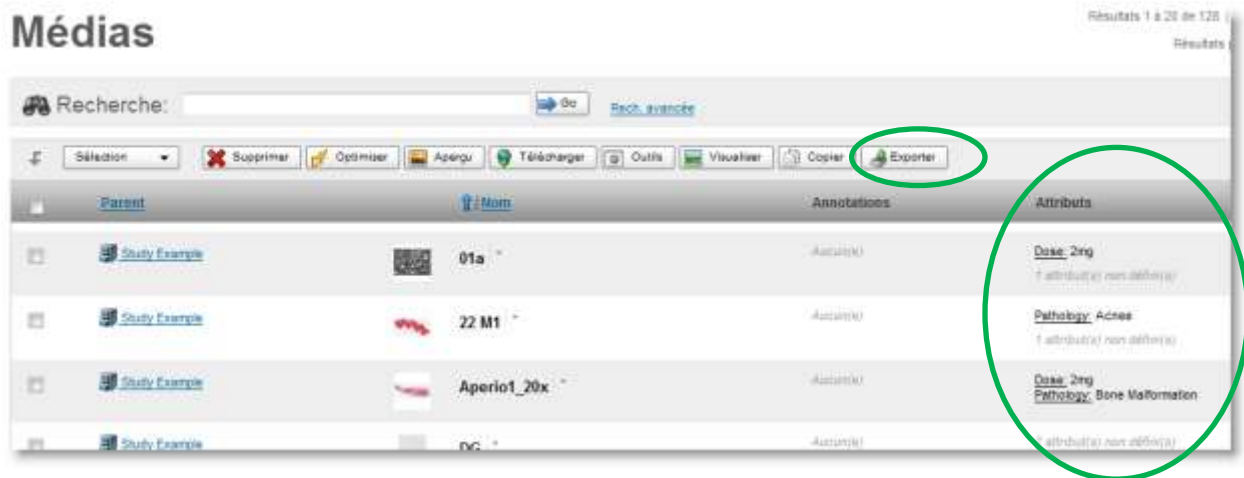 Résultats 1 à 20 de 128
Médias
Résultats
Recherche:
Go
Rech. avancée
Sélection
Supprimer
Optimiser
Aperçu
Télécharger
Outils
Visualiser
Copier
Exporter
Parent
Nom
Annotations
Attributs
Study Example
01a
Aucun(e)
Dose: 2mg
1 attribut(s) non défini(s)
Study Example
22 M1
Aucun(e)
Pathology: Acnea
1 attribut(s) non défini(s)
Study Example
Aperio1_20x
Aucun(e)
Dose: 2mg
Pathology: Bone Malformation
Study Example
DG
Aucun(e)
attribut(s) non défini(s)